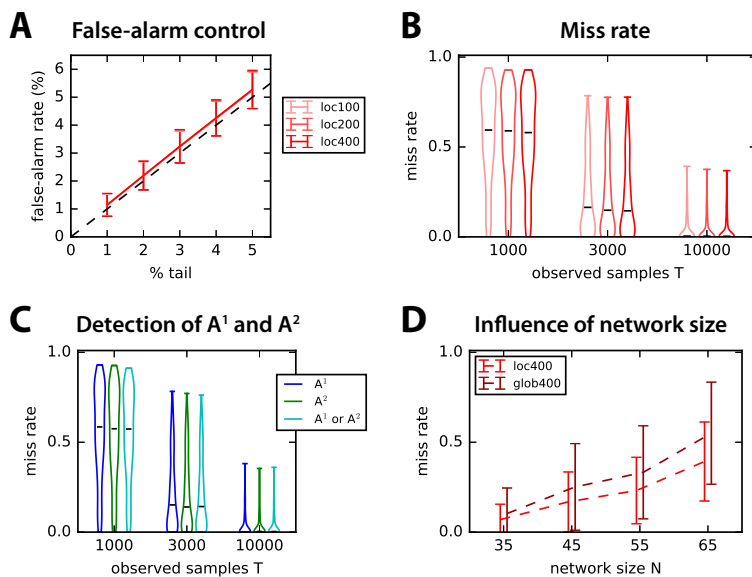 A
False-alarm control
6
5
4
3
2
1
0
0
1
2
3
4
5
false-alarm rate (%)
% tail
loc100
loc200
loc400
B
Miss rate
1.0
0.5
0.0
miss rate
1000
3000
10000
observed samples T
C
Detection of A¹ and A²
1.0
0.5
0.0
miss rate
1000
3000
10000
observed samples T
A¹
A²
A¹ or A²
D
Influence of network size
1.0
0.5
0.0
miss rate
35
45
55
65
network size N
loc400
glob400